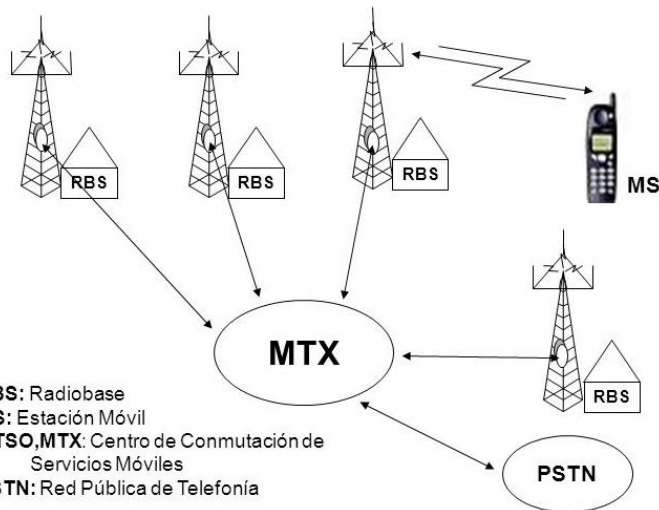 RBS
RBS
RBS
MS
MTX
RBS
BS: Radiobase
S: Estación Móvil
TSO,MTX: Centro de Conmutación de
Servicios Móviles
STN: Red Pública de Telefonía
PSTN